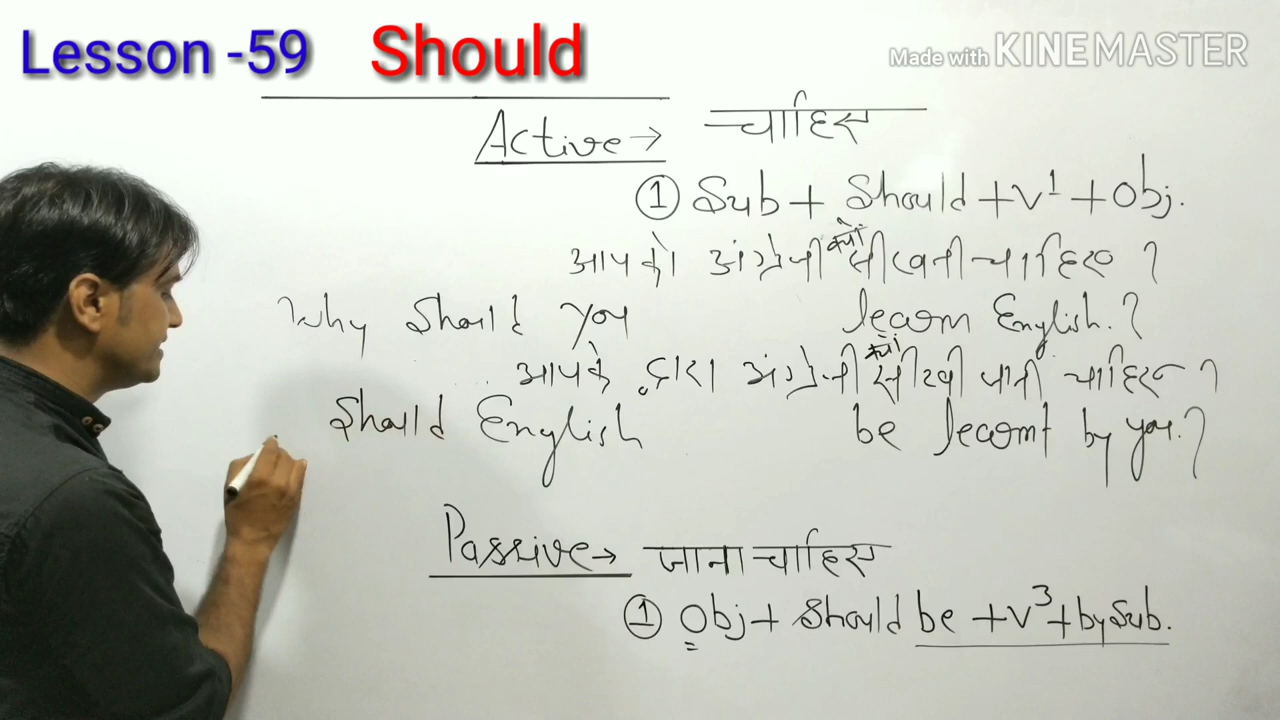 Lesson -59 Should
Made with KINEMASTER
Active → चाहिए
① Sub + Should + V¹ + Obj.
आपको अंग्रेजी क्यों सीखनी चाहिए ?
Why Should you learn English.?
आपके द्वारा अंग्रेजी क्यों सीखी जानी चाहिए ?
Should English be learnt by you.?
Passive → जाना चाहिए
① Obj + Should be + V³ + by Sub.